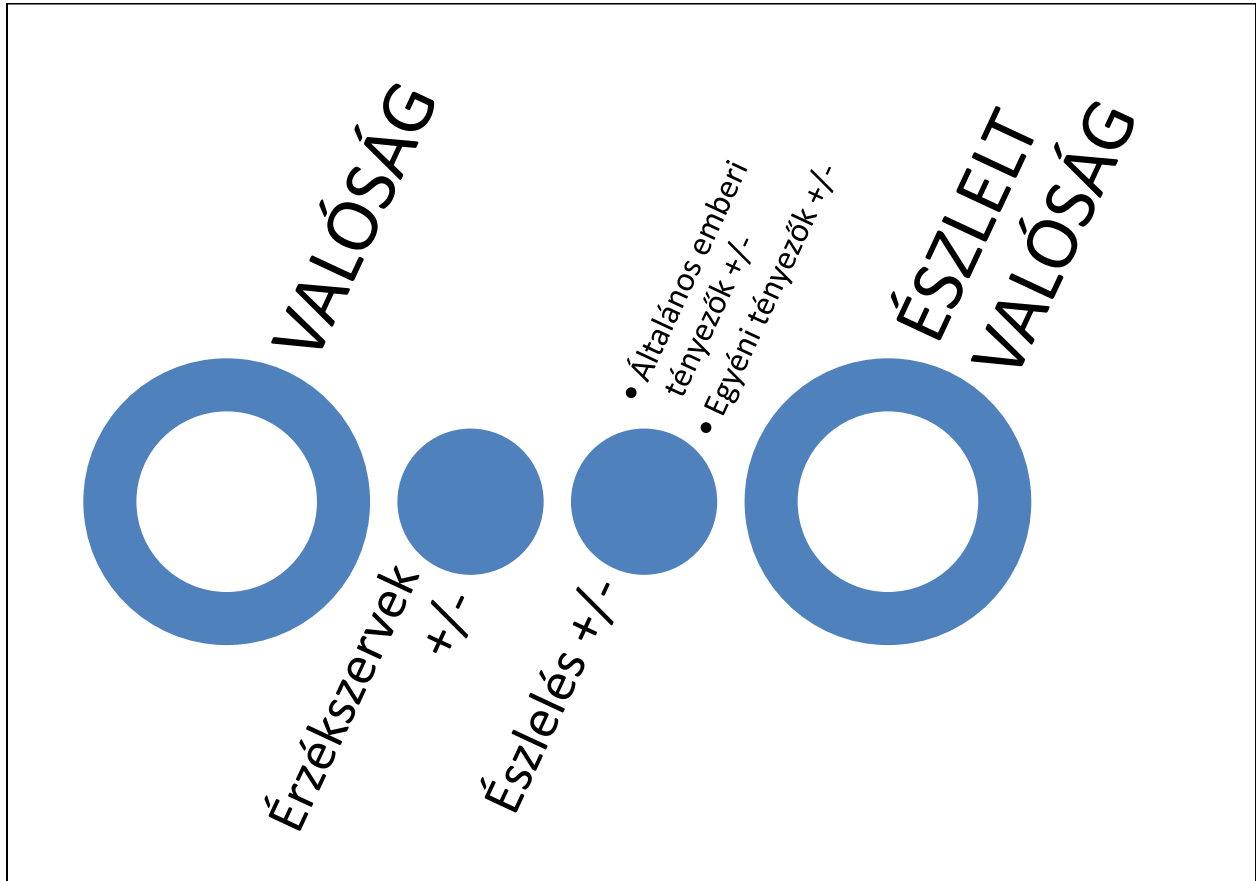 VALÓSÁG
Érzékszervek
+/-
Észlelés +/-
• Általános emberi
tényezők +/-
• Egyéni tényezők +/-
ÉSZLELT
VALÓSÁG